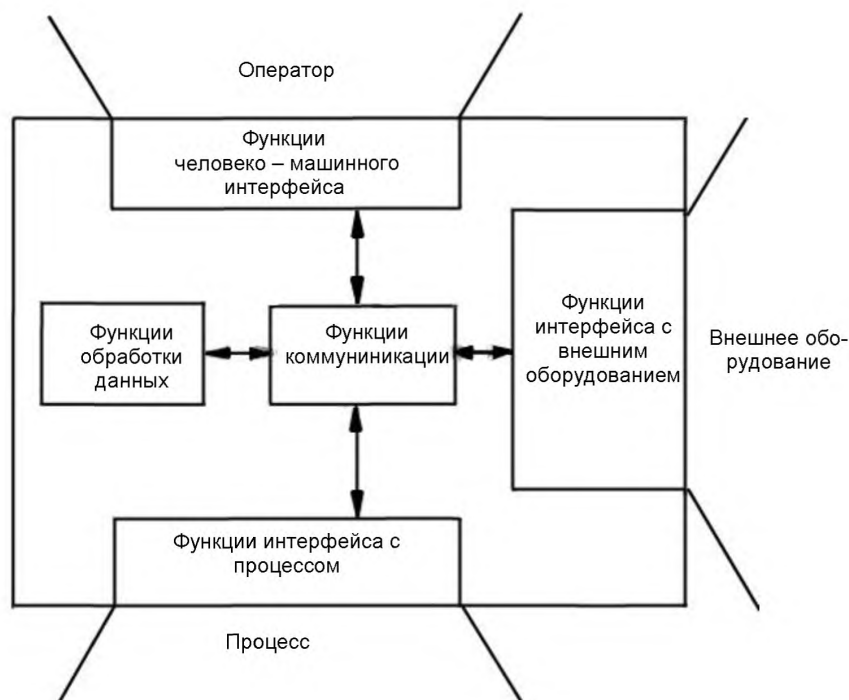 Оператор
Функции
человеко – машинного
интерфейса
Функции
обработки
данных
Функции
коммуниникации
Функции
интерфейса с
внешним
оборудованием
Внешнее обо-
рудование
Функции интерфейса с
процессом
Процесс